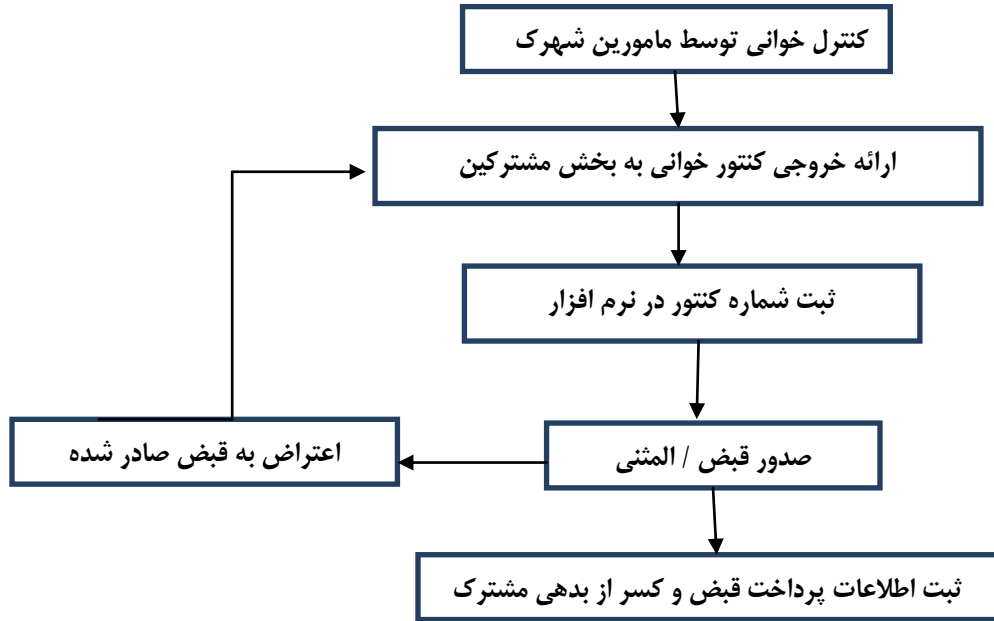 کنترل خوانی توسط مامورین شهرک
ارائه خروجی کنتور خوانی به بخش مشترکین
ثبت شماره کنتور در نرم افزار
صدور قبض / المثنی
اعتراض به قبض صادر شده
ثبت اطلاعات پرداخت قبض و کسر از بدهی مشترک